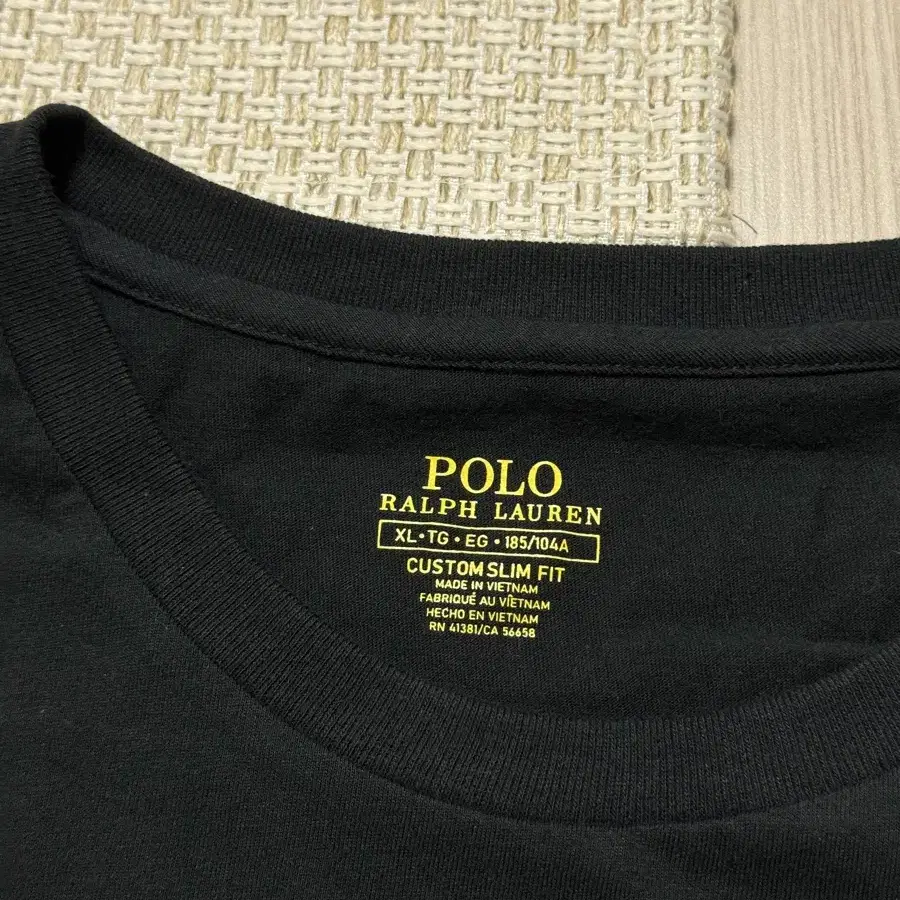 POLO
RALPH LAUREN
XL • TG • EG • 185/104A
CUSTOM SLIM FIT
MADE IN VIETNAM
FABRIQUÉ AU VIÊTNAM
HECHO EN VIETNAM
RN 41381/CA 56658